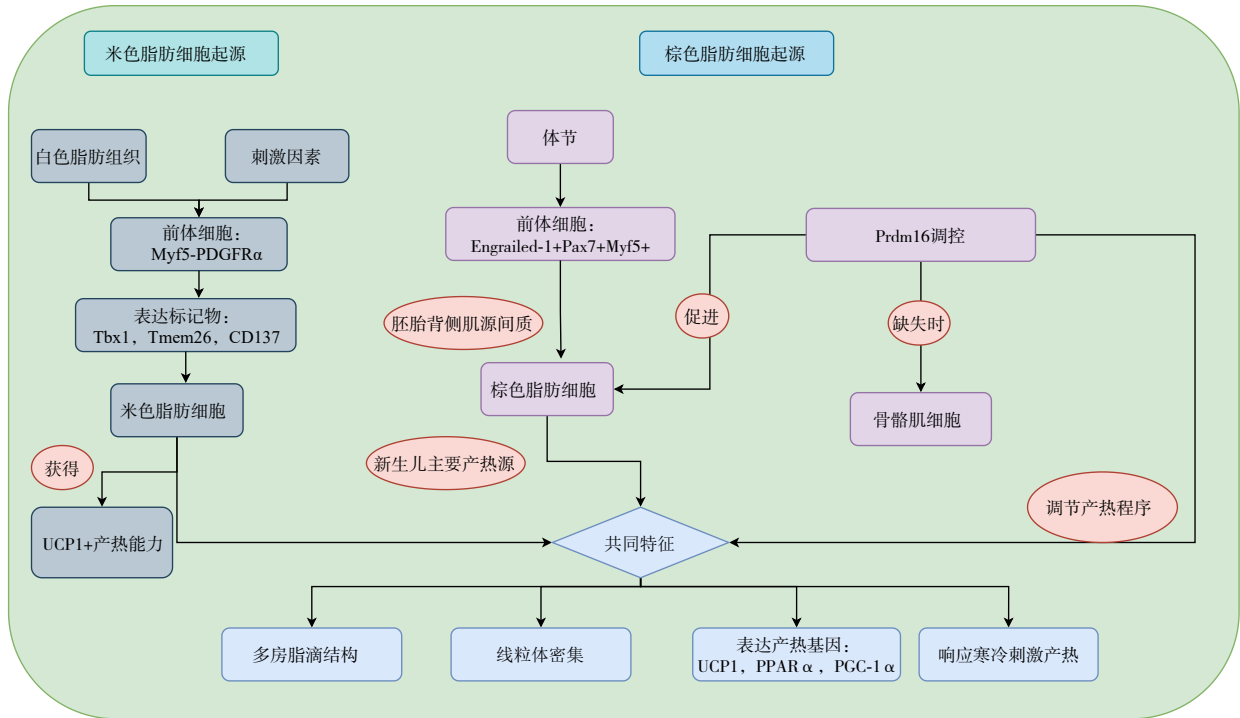 米色脂肪细胞起源
棕色脂肪细胞起源
白色脂肪组织
刺激因素
前体细胞：
Myf5-PDGFRα
表达标记物：
Tbx1，Tmem26，CD137
米色脂肪细胞
获得
UCP1+产热能力
体节
前体细胞：
Engrailed-1+Pax7+Myf5+
胚胎背侧肌源间质
棕色脂肪细胞
新生儿主要产热源
Prdm16调控
促进
缺失时
骨骼肌细胞
调节产热程序
共同特征
多房脂滴结构
线粒体密集
表达产热基因：
UCP1，PPAR α，PGC-1 α
响应寒冷刺激产热